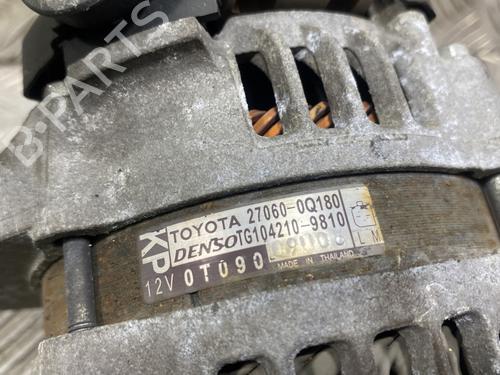 TOYOTA 27060-0Q180
DENSO TG104210-9810
KP
12V 0T090
MADE IN THAILAND
L M
B-PARTS